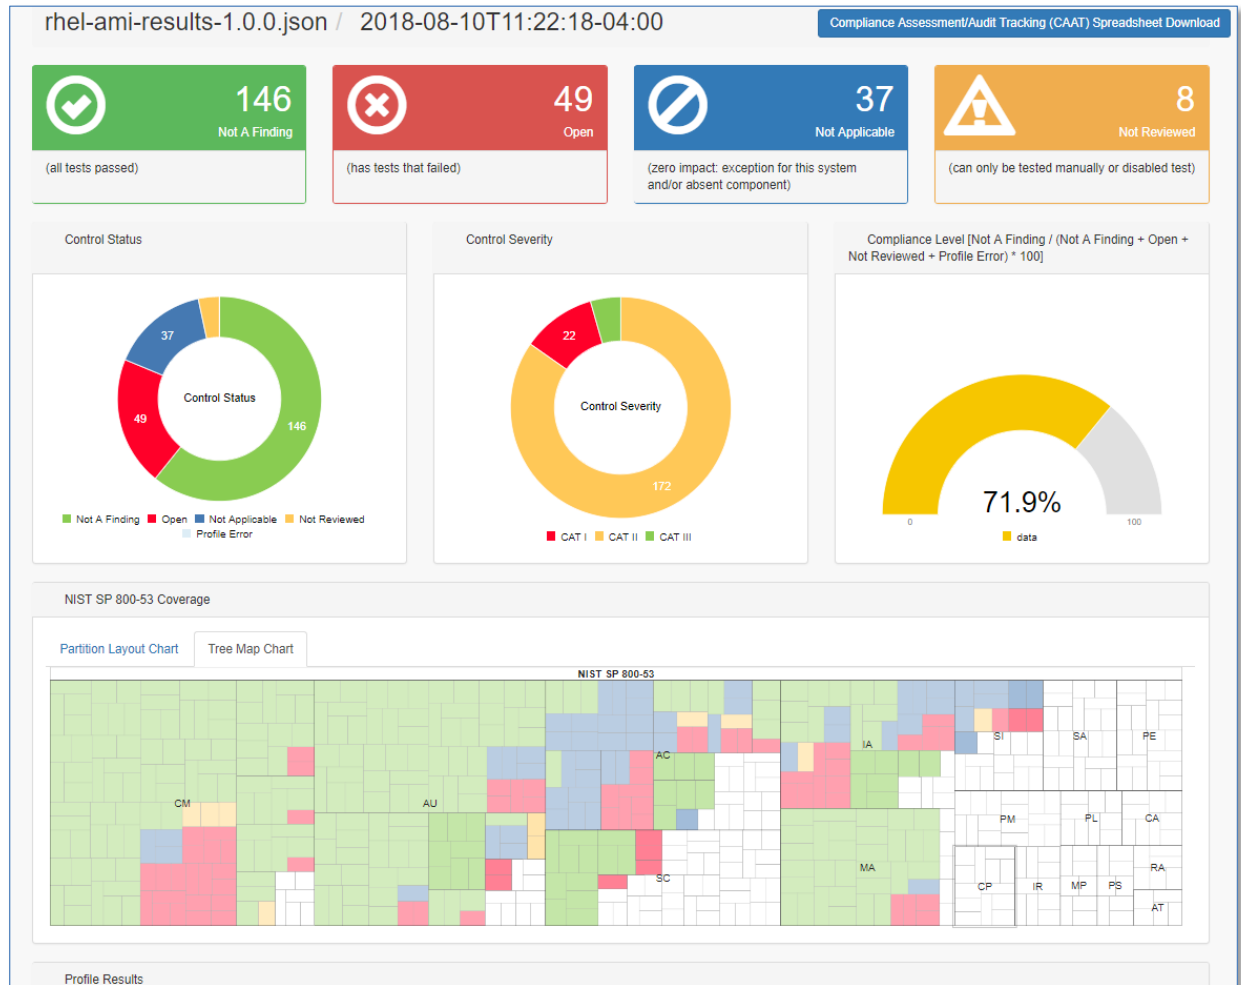 rhel-ami-results-1.0.0.json / 2018-08-10T11:22:18-04:00
Compliance Assessment/Audit Tracking (CAAT) Spreadsheet Download
146
Not A Finding
(all tests passed)
49
Open
(has tests that failed)
37
Not Applicable
(zero impact: exception for this system
and/or absent component)
8
Not Reviewed
(can only be tested manually or disabled test)
Control Status
37
49
146
Control Status
Not A Finding Open Not Applicable Not Reviewed
Profile Error
Control Severity
22
Control Severity
172
CAT I CAT II CAT III
Compliance Level [Not A Finding / (Not A Finding + Open +
Not Reviewed + Profile Error) * 100]
71.9%
0 100
data
NIST SP 800-53 Coverage
Partition Layout Chart Tree Map Chart
NIST SP 800-53
SI SA PE
IA
AC
CM AU
PM PL CA
MA RA
SC
CP IR MP PS
AT
Profile Results